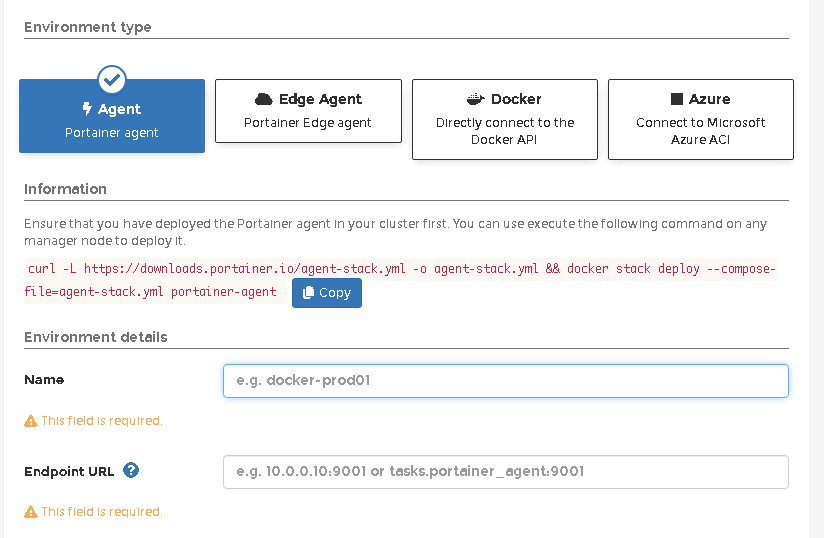 Environment type
Agent
Portainer agent
Edge Agent
Portainer Edge agent
Docker
Directly connect to the
Docker API
Azure
Connect to Microsoft
Azure ACI
Information
Ensure that you have deployed the Portainer agent in your cluster first. You can use execute the following command on any
manager node to deploy it.
curl -L https://downloads.portainer.io/agent-stack.yml -o agent-stack.yml && docker stack deploy --compose-
file=agent-stack.yml portainer-agent Copy
Environment details
Name e.g. docker-prod01
This field is required.
Endpoint URL ? e.g. 10.0.0.10:9001 or tasks.portainer_agent:9001
This field is required.